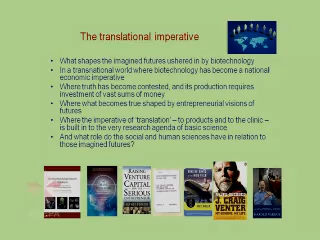 The translational imperative
• What shapes the imagined futures ushered in by biotechnology
• In a transnational world where biotechnology has become a national
economic imperative
• Where truth has become contested, and its production requires
investment of vast sums of money
• Where what becomes true shaped by entrepreneurial visions of
futures
• Where the imperative of 'translation' – to products and to the clinic –
is built in to the very research agenda of basic science
• And what role do the social and human sciences have in relation to
those imagined futures?
RAISING
VENTURE
CAPITAL
SERIOUS
J. CRAIG
VENTER